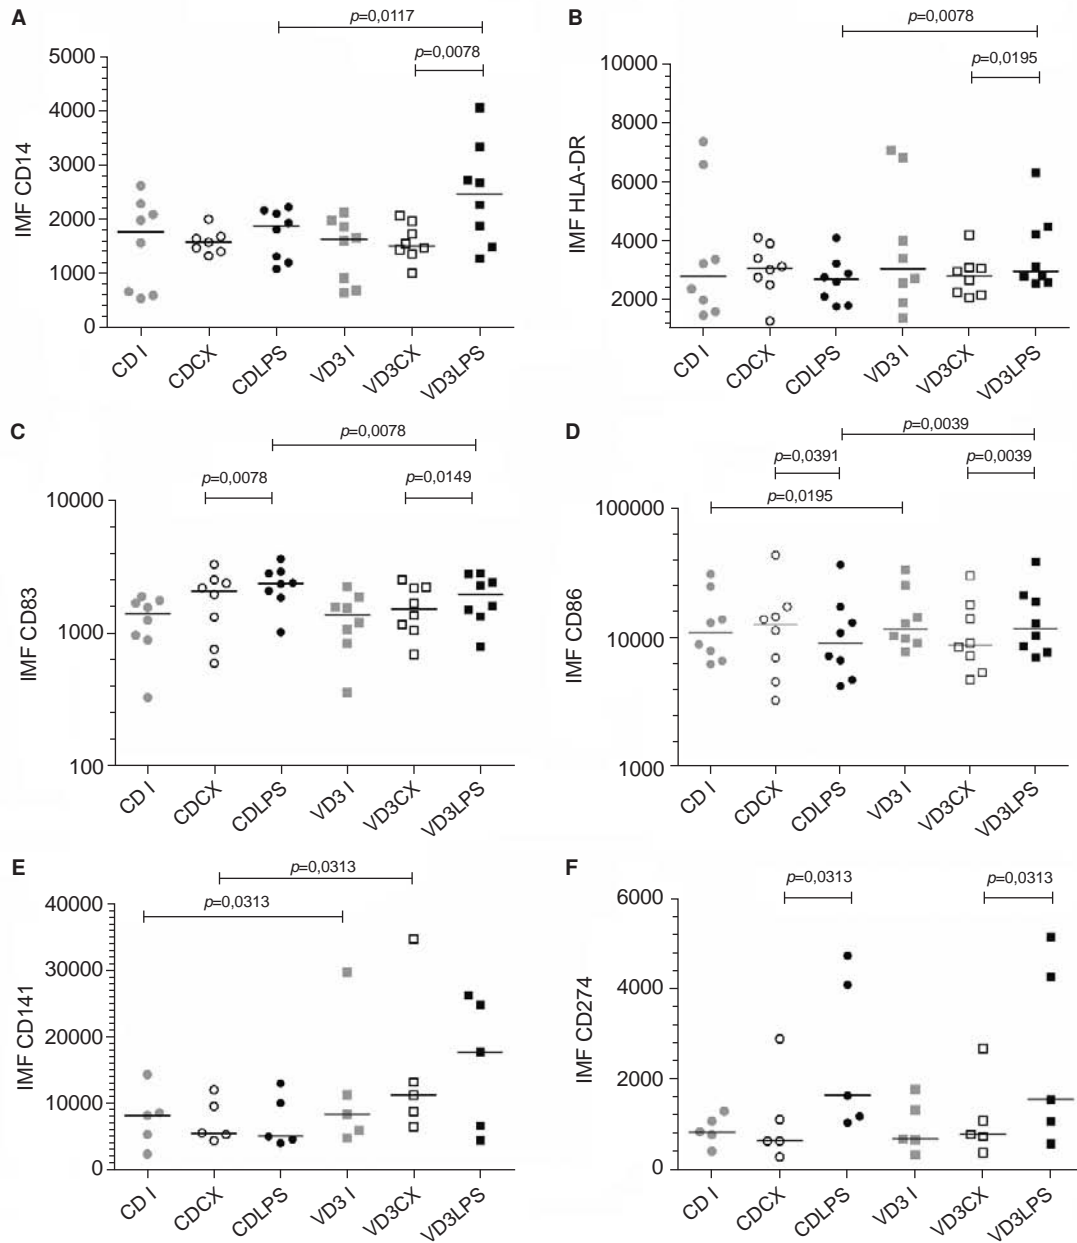 A
p=0,0117
p=0,0078
IMF CD14
5000
4000
3000
2000
1000
0
CD I
CDCX
CDLPS
VD3 I
VD3CX
VD3LPS
B
p=0,0078
p=0,0195
IMF HLA-DR
10000
8000
6000
4000
2000
CD I
CDCX
CDLPS
VD3 I
VD3CX
VD3LPS
C
p=0,0078
p=0,0078
p=0,0149
IMF CD83
10000
1000
100
CD I
CDCX
CDLPS
VD3 I
VD3CX
VD3LPS
D
p=0,0039
p=0,0391
p=0,0039
p=0,0195
IMF CD86
100000
10000
1000
CD I
CDCX
CDLPS
VD3 I
VD3CX
VD3LPS
E
p=0,0313
p=0,0313
IMF CD141
40000
30000
20000
10000
0
CD I
CDCX
CDLPS
VD3 I
VD3CX
VD3LPS
F
p=0,0313
p=0,0313
IMF CD274
6000
4000
2000
0
CD I
CDCX
CDLPS
VD3 I
VD3CX
VD3LPS